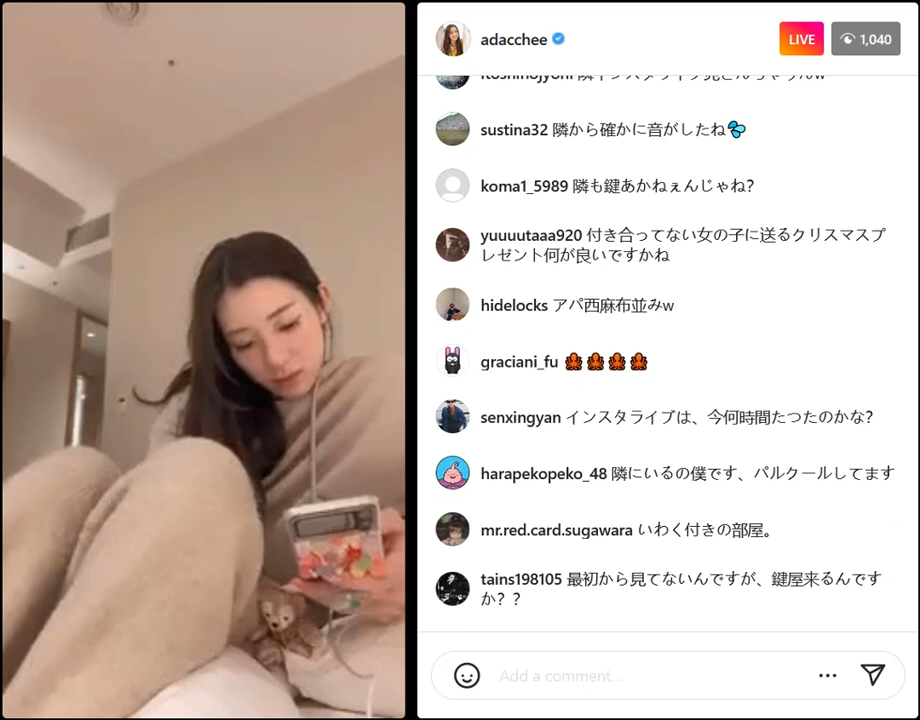 adacchee
LIVE
1,040
sustina32 隣から確かに音がしたね
koma1_5989 隣も鍵あかねぇんじゃね?
yuuuutaaa920 付き合ってない女の子に送るクリスマスプ
レゼント何が良いですかね
hidelocks アパ西麻布並みw
graciani_fu
senxingyan インスタライブは、今何時間たつたのかな?
harapekopeko_48 隣にいるの僕です、パルクールしてます
mr.red.card.sugawara いわく付きの部屋。
tains198105 最初から見てないんですが、鍵屋来るんです
か？？
Add a comment...